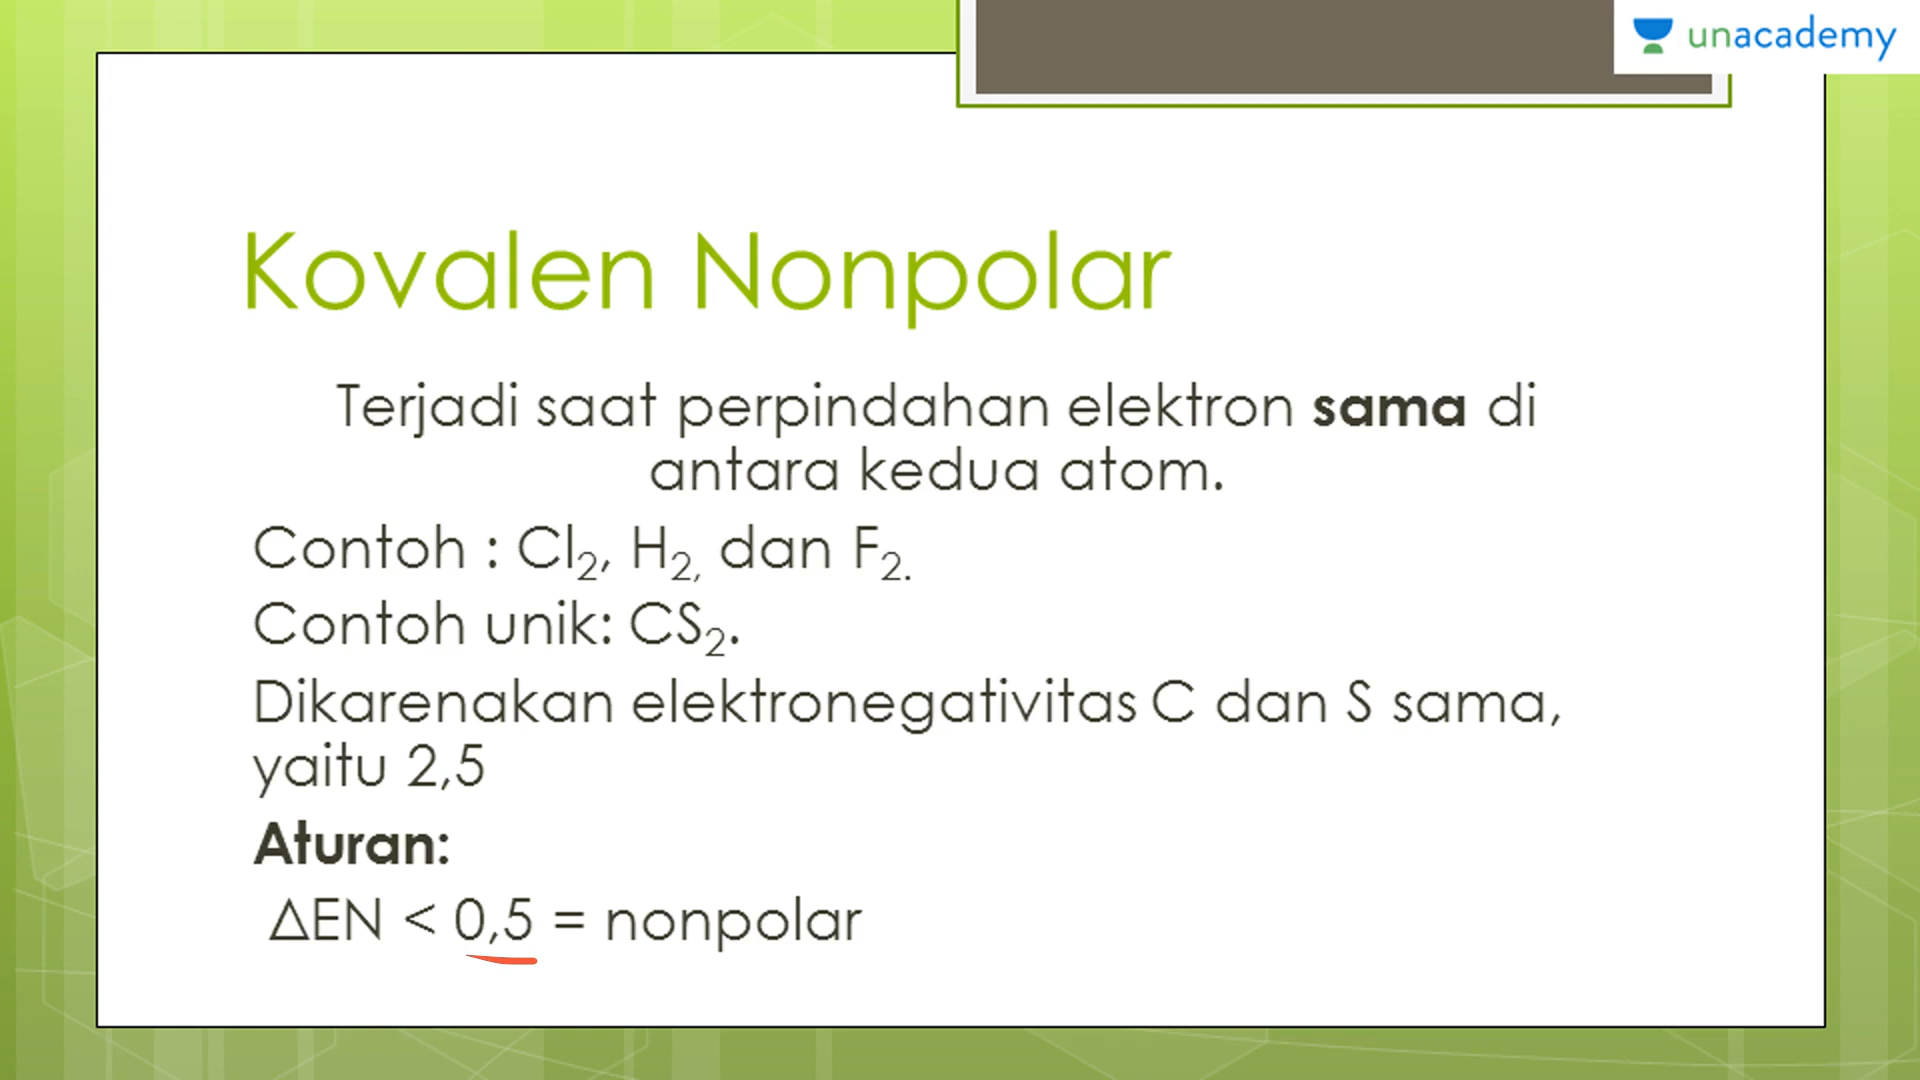 unacademy
Kovalen Nonpolar
Terjadi saat perpindahan elektron sama di
antara kedua atom.
Contoh : Cl₂, H₂, dan F₂.
Contoh unik: CS₂.
Dikarenakan elektronegativitas C dan S sama,
yaitu 2,5
Aturan:
ΔEN < 0,5 = nonpolar